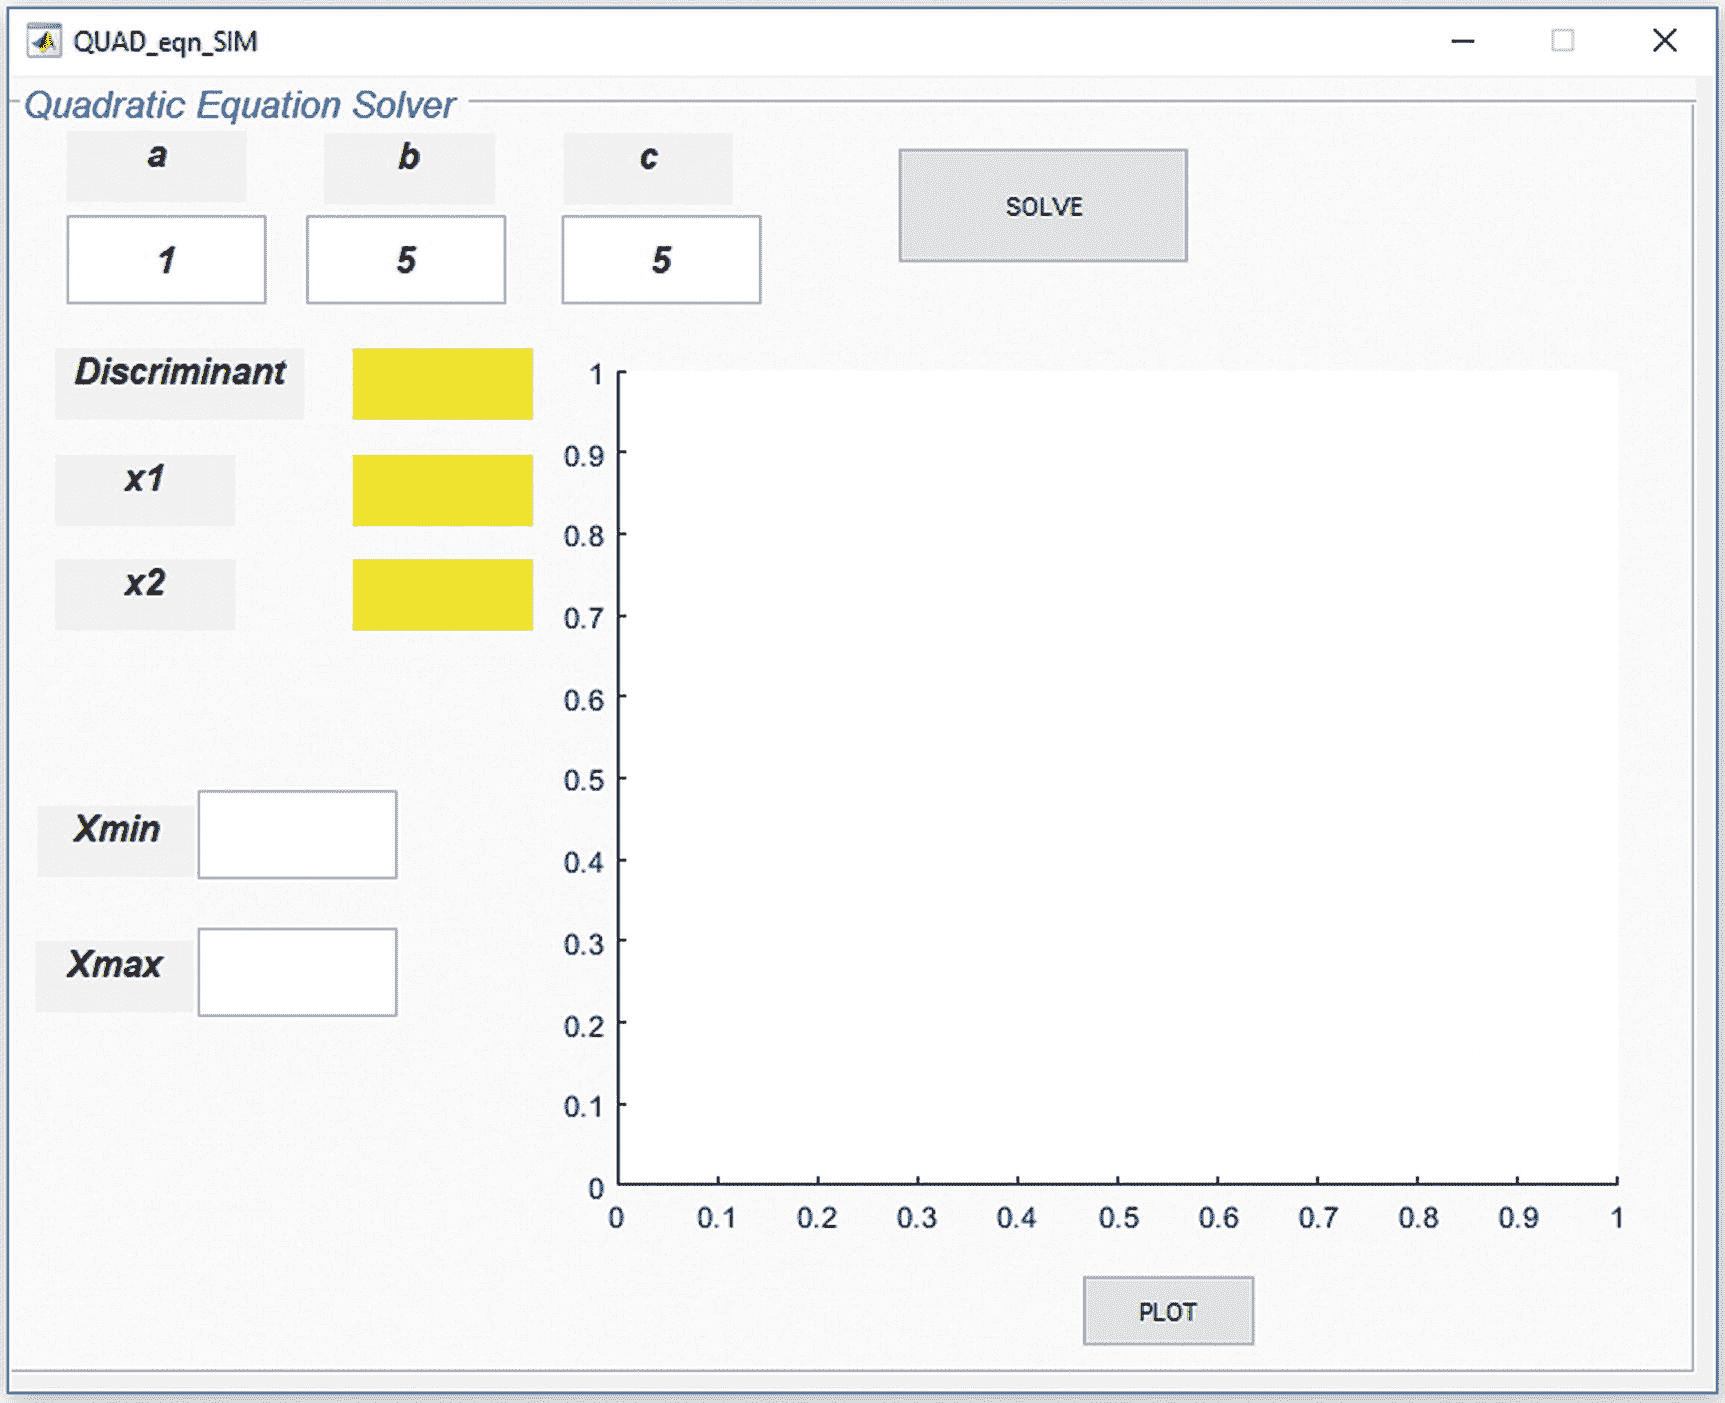 QUAD_eqn_SIM
Quadratic Equation Solver
a b c
1 5 5
SOLVE
Discriminant
x1
x2
Xmin
Xmax
1
0.9
0.8
0.7
0.6
0.5
0.4
0.3
0.2
0.1
0
0 0.1 0.2 0.3 0.4 0.5 0.6 0.7 0.8 0.9 1
PLOT